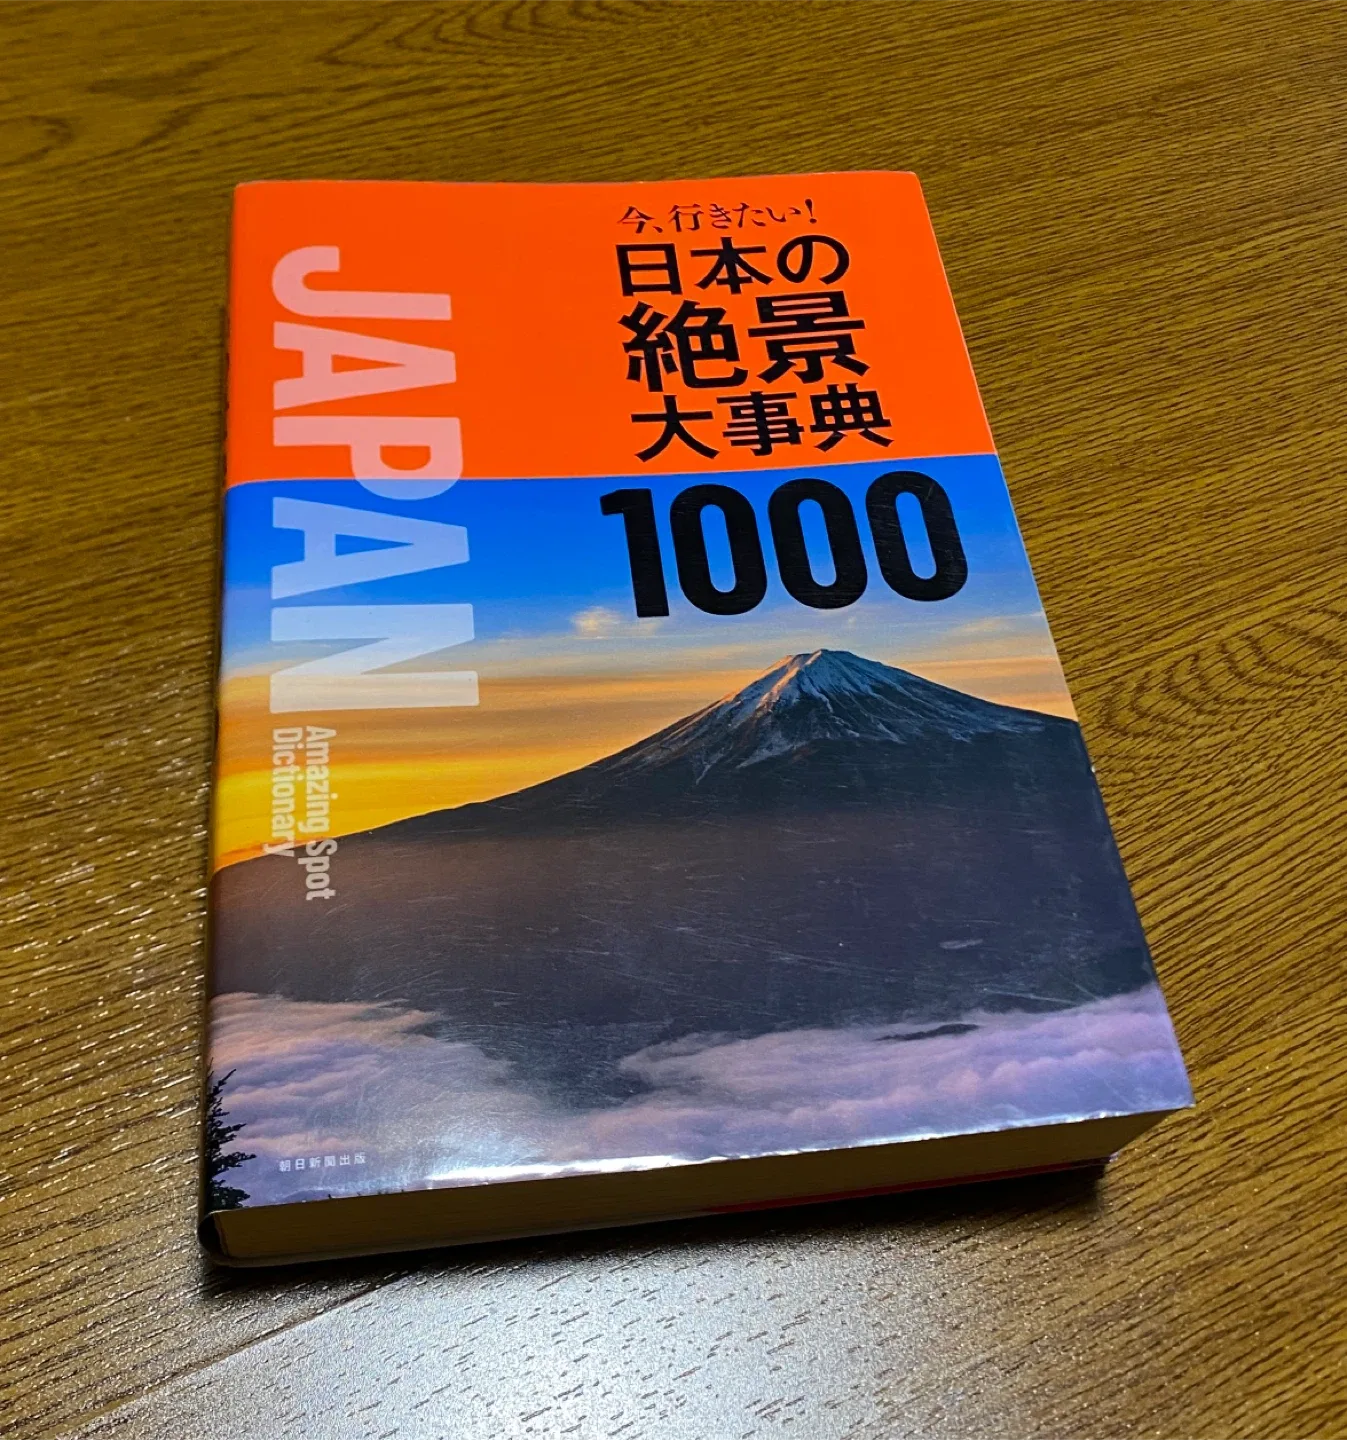 今、行きたい!
日本の
絶景
大事典
1000
JAPAN
Amazing Spot
Dictionary
朝日新聞出版